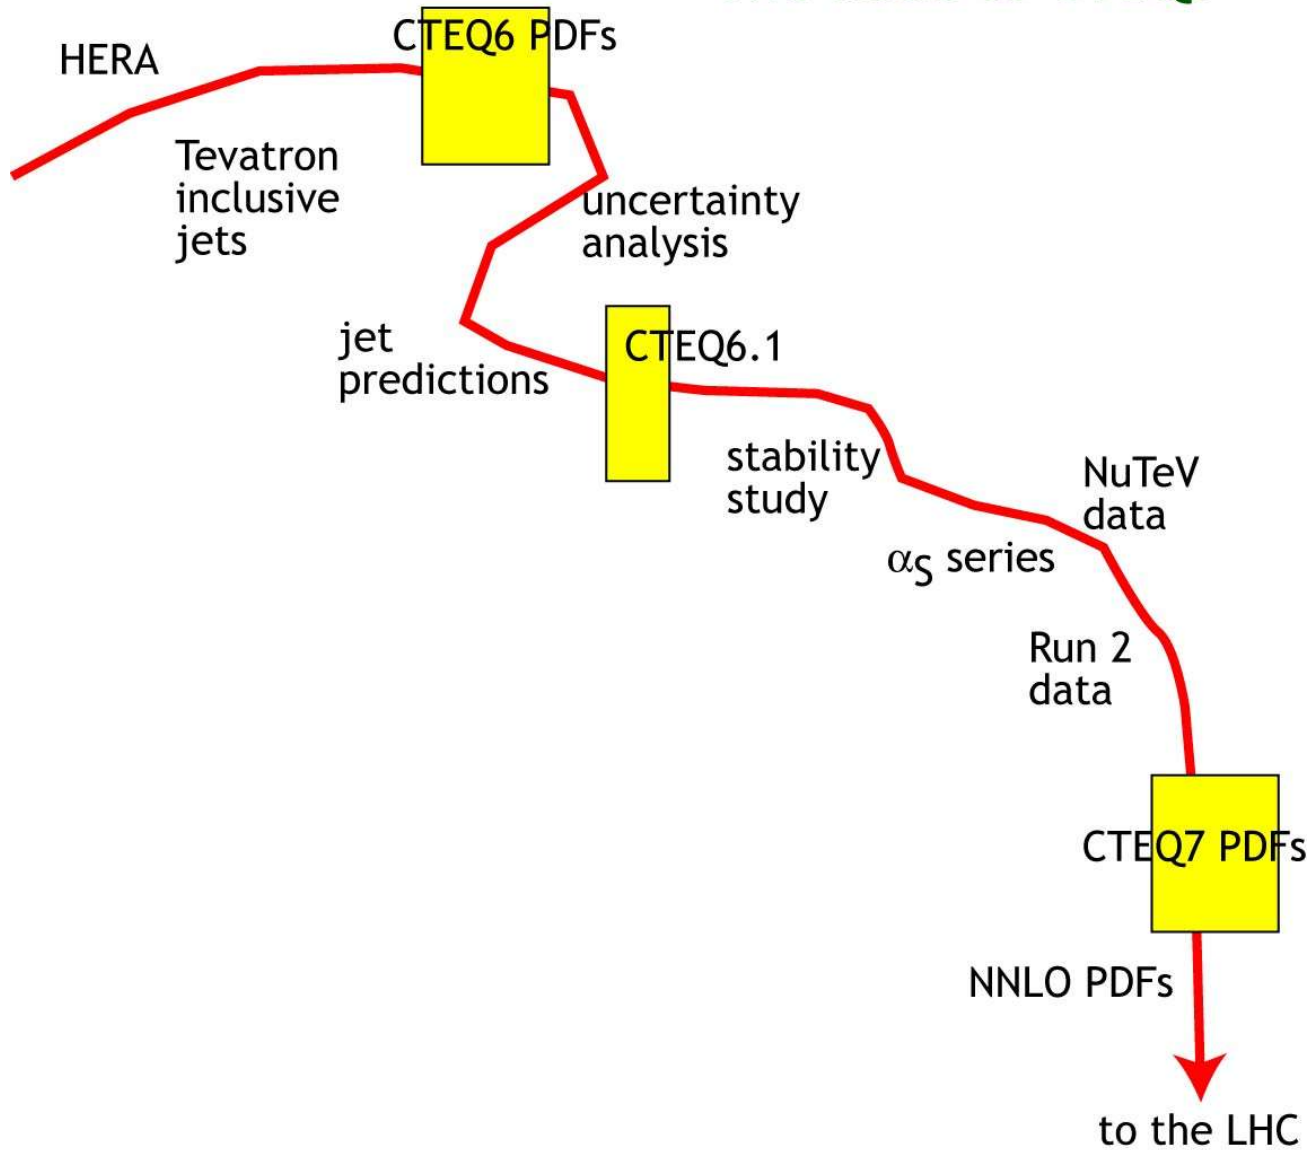 CTEQ6 PDFs
HERA
Tevatron
inclusive
jets
uncertainty
analysis
jet
predictions
CTEQ6.1
stability
study
NuTeV
data
αS series
Run 2
data
CTEQ7 PDFs
NNLO PDFs
to the LHC